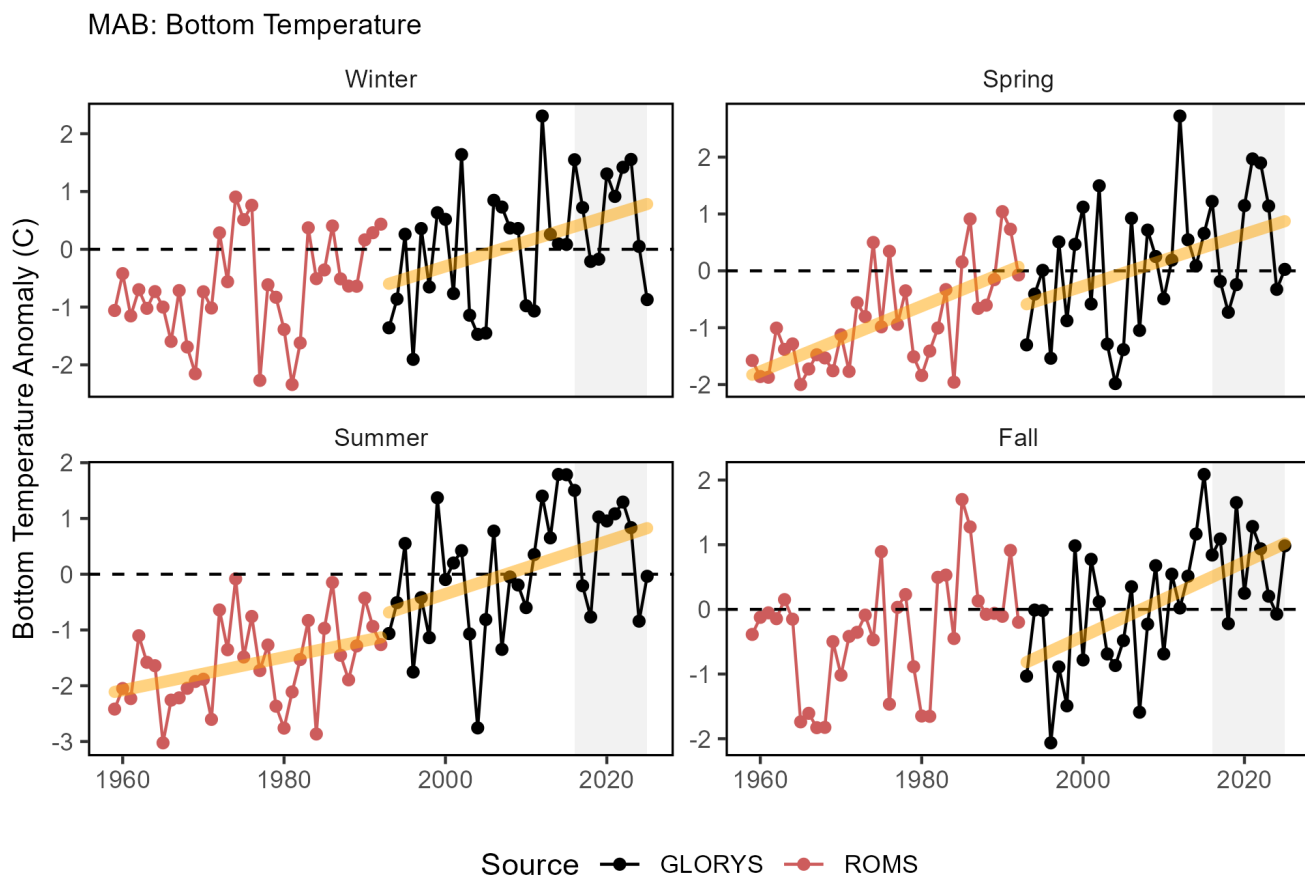 MAB: Bottom Temperature
Winter
Spring
2
1
0
-1
-2
2
1
0
-1
-2
Bottom Temperature Anomaly (C)
Summer
Fall
2
1
0
-1
-2
-3
2
1
0
-1
-2
1960 1980 2000 2020
1960 1980 2000 2020
Source GLORYS ROMS